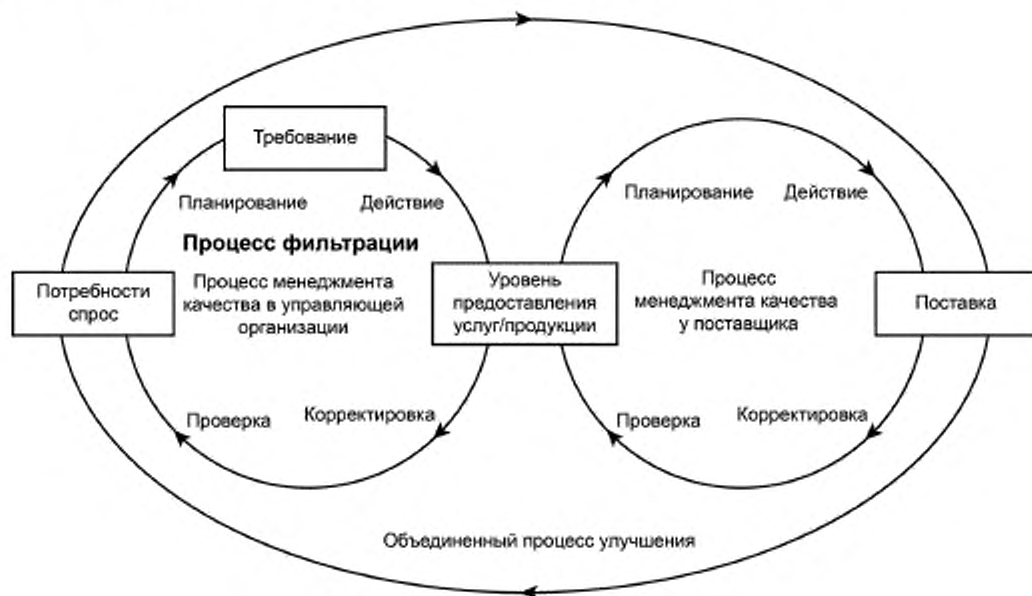 Требование
Планирование
Действие
Планирование
Действие
Процесс фильтрации
Потребности
спрос
Процесс менеджмента
качества в управляющей
организации
Уровень
предоставления
услуг/продукции
Процесс
менеджмента качества
у поставщика
Поставка
Проверка
Корректировка
Проверка
Корректировка
Объединенный процесс улучшения